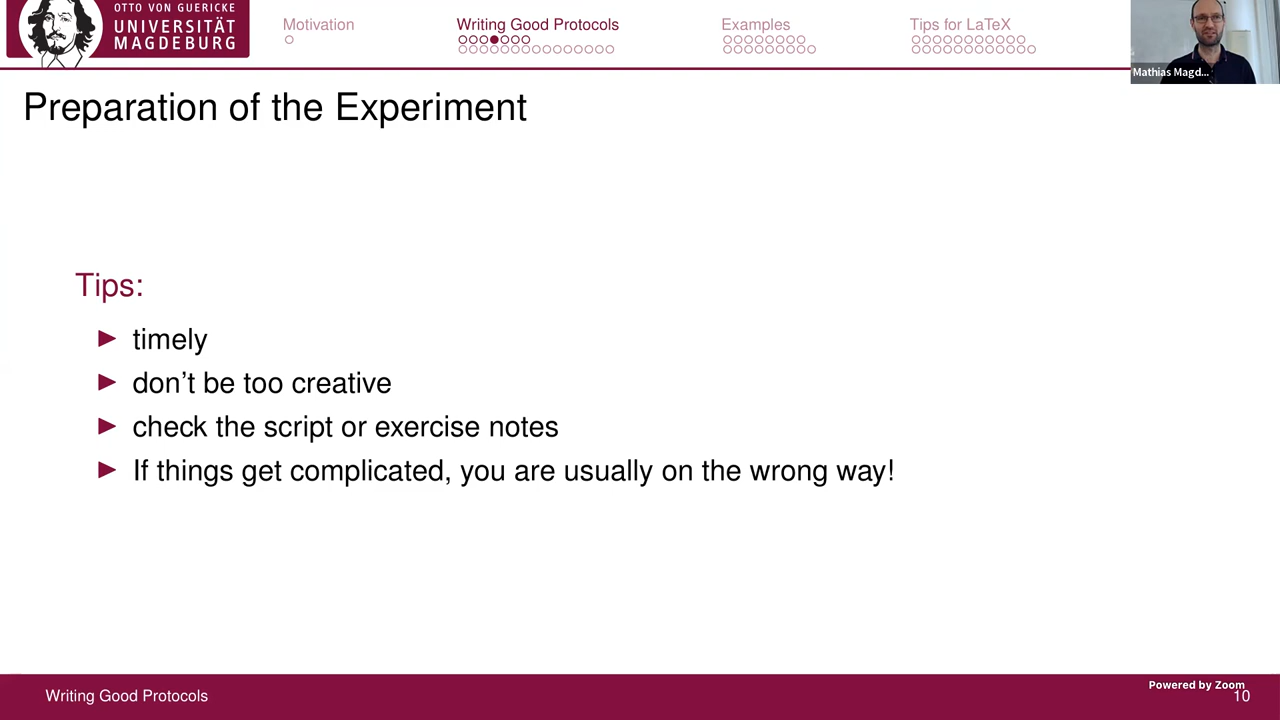 OTTO VON GUERICKE
UNIVERSITÄT
MAGDEBURG
Motivation
Writing Good Protocols
Examples
Tips for LaTeX
Mathias Magd...
Preparation of the Experiment
Tips:
timely
don't be too creative
check the script or exercise notes
If things get complicated, you are usually on the wrong way!
Writing Good Protocols
Powered by Zoom
10